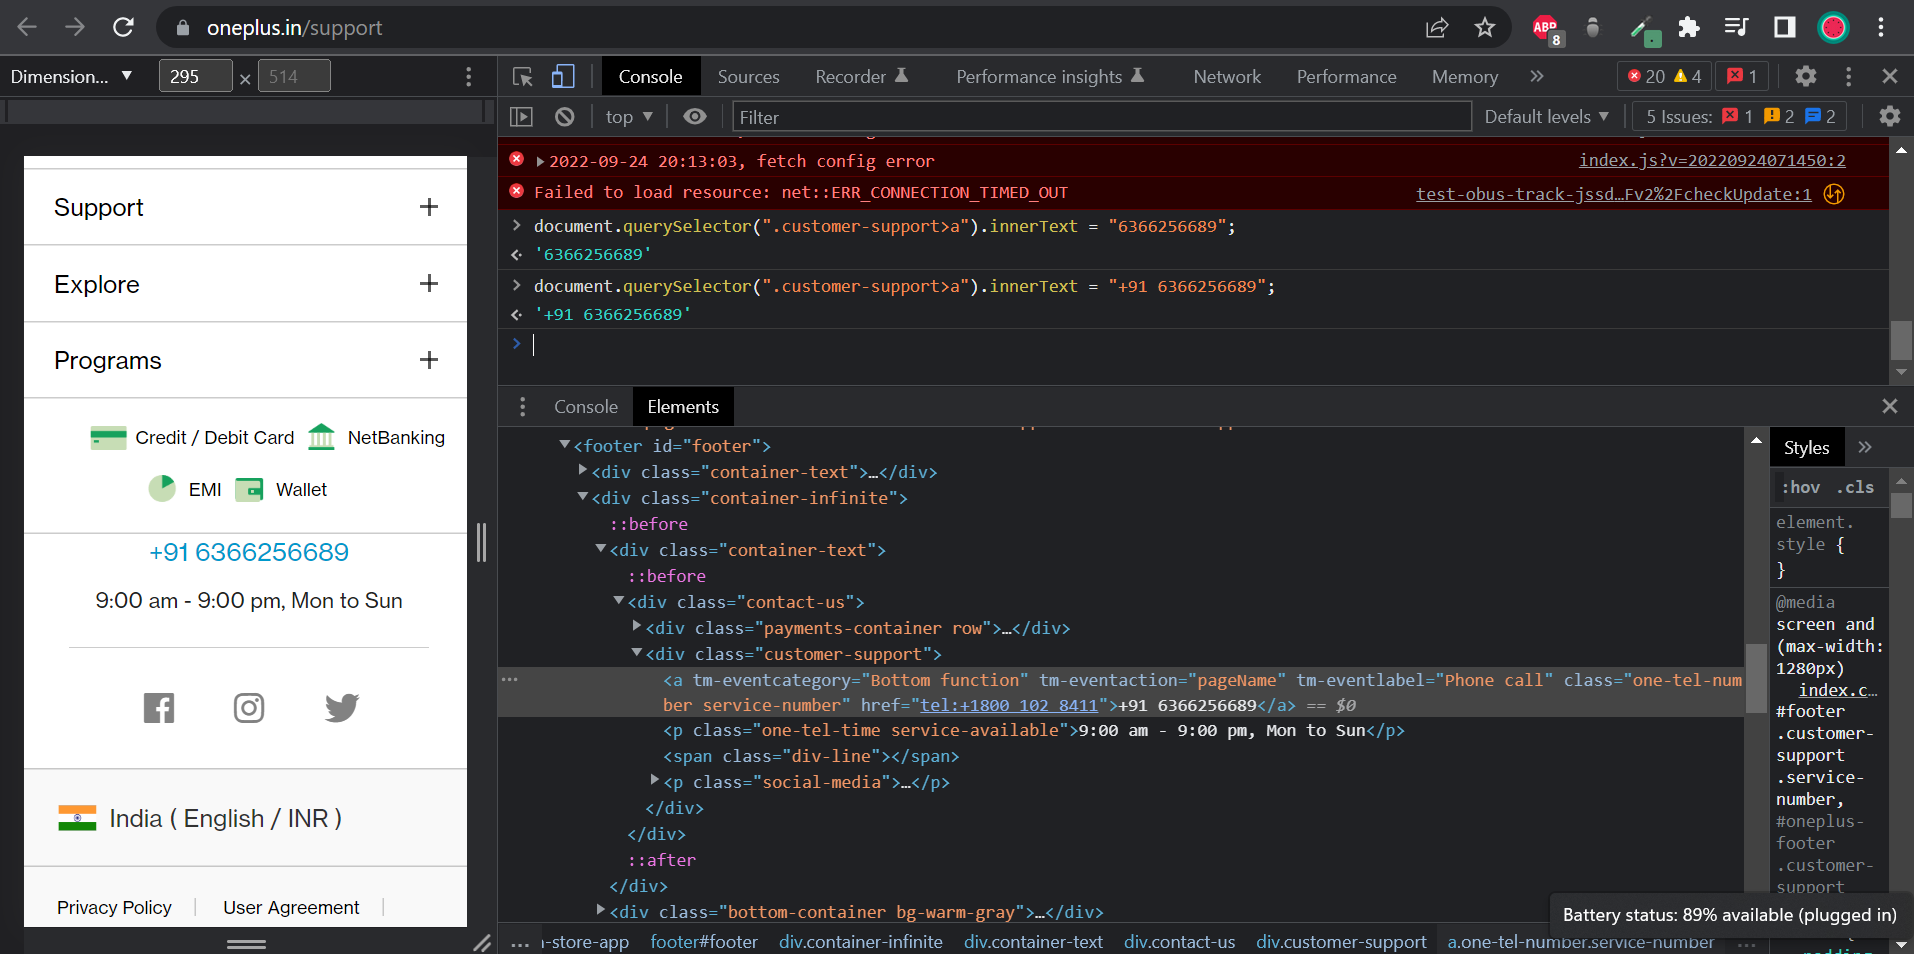 oneplus.in/support
ABP
8
Dimension... ▼ 295 × 514
Console Sources Recorder Performance insights Network Performance Memory » 20 4 1
top ▼ Filter Default levels ▼ 5 Issues: 1 2 2
2022-09-24 20:13:03, fetch config error index.js?v=20220924071450:2
Failed to load resource: net::ERR_CONNECTION_TIMED_OUT test-obus-track-jssd…Fv2%2FcheckUpdate:1
> document.querySelector(".customer-support>a").innerText = "6366256689";
'6366256689'
> document.querySelector(".customer-support>a").innerText = "+91 6366256689";
'+91 6366256689'
>
Support +
Explore +
Programs +
Credit / Debit Card NetBanking
EMI Wallet
+91 6366256689
9:00 am - 9:00 pm, Mon to Sun
India ( English / INR )
Privacy Policy | User Agreement |
Console Elements
▼<footer id="footer">
▶<div class="container-text">…</div>
▼<div class="container-infinite">
::before
▼<div class="container-text">
::before
▼<div class="contact-us">
▶<div class="payments-container row">…</div>
▼<div class="customer-support">
<a tm-eventcategory="Bottom function" tm-eventaction="pageName" tm-eventlabel="Phone call" class="one-tel-num
ber service-number" href="tel:+1800 102 8411">+91 6366256689</a> == $0
<p class="one-tel-time service-available">9:00 am - 9:00 pm, Mon to Sun</p>
<span class="div-line"></span>
▶<p class="social-media">…</p>
</div>
</div>
::after
</div>
▶<div class="bottom-container bg-warm-gray">…</div>
... -store-app footer#footer div.container-infinite div.container-text div.contact-us div.customer-support a.one-tel-number.service-number ...
Styles »
:hov .cls
element.
style {
}
@media
screen and
(max-width:
1280px)
index.c…
#footer
.customer-
support
.service-
number,
#oneplus-
footer
.customer-
support
Battery status: 89% available (plugged in)